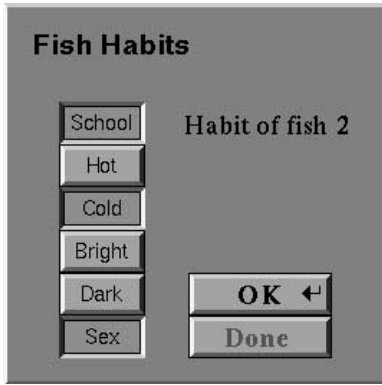 Fish Habits
School
Habit of fish 2
Hot
Cold
Bright
Dark
Sex
OK ↵
Done